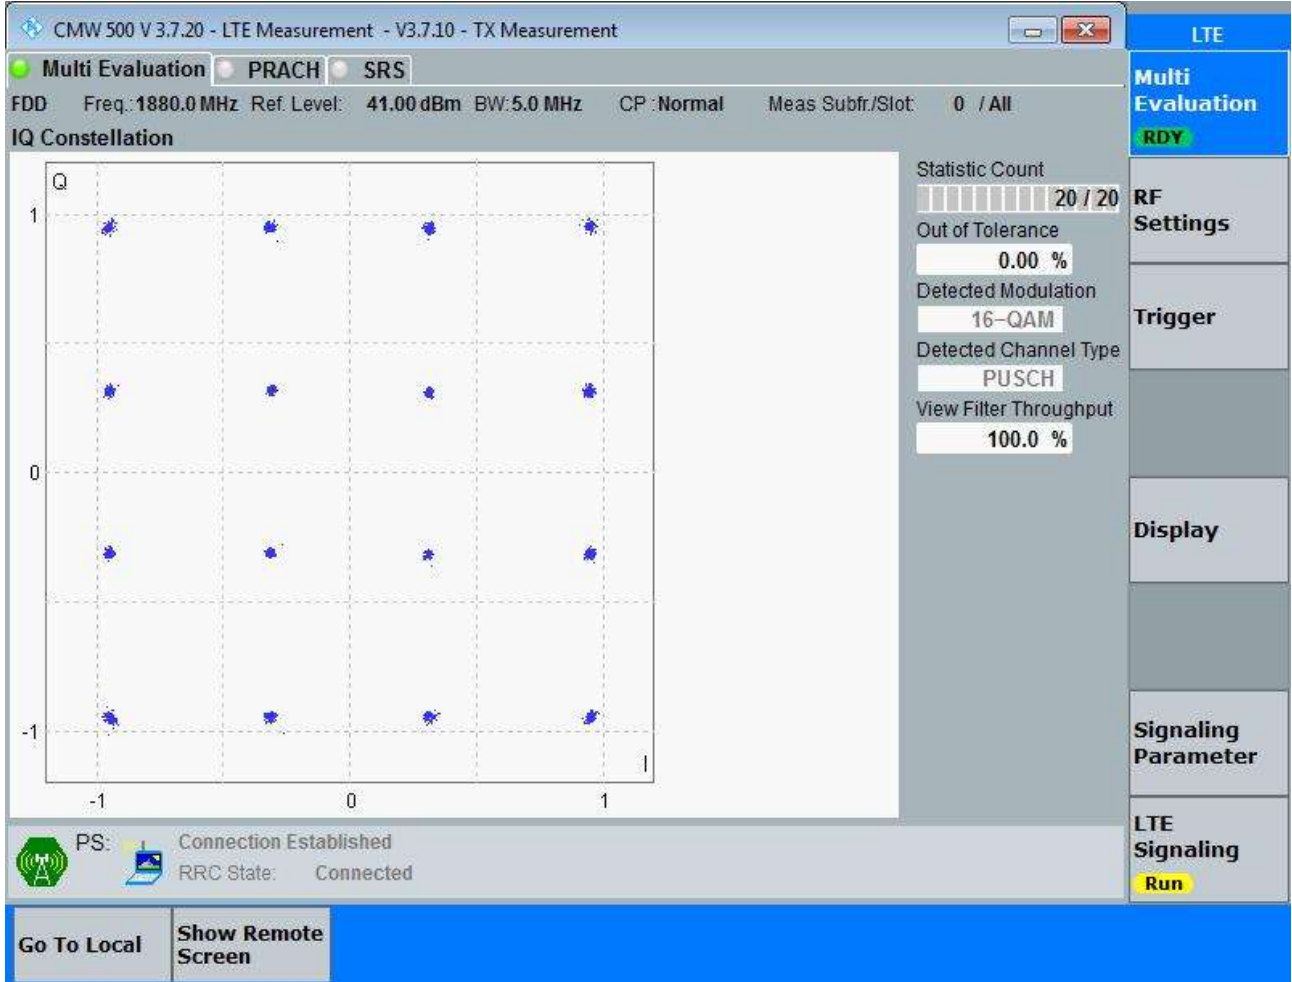 CMW 500 V 3.7.20 - LTE Measurement - V3.7.10 - TX Measurement
LTE
Multi Evaluation PRACH SRS
FDD Freq.:1880.0 MHz Ref. Level: 41.00 dBm BW:5.0 MHz CP :Normal Meas Subfr./Slot: 0 / All
IQ Constellation
Q
1
0
-1
I
-1 0 1
Statistic Count
20 / 20
Out of Tolerance
0.00 %
Detected Modulation
16-QAM
Detected Channel Type
PUSCH
View Filter Throughput
100.0 %
Multi
Evaluation
RDY
RF
Settings
Trigger
Display
Signaling
Parameter
LTE
Signaling
Run
PS: Connection Established
RRC State: Connected
Go To Local
Show Remote
Screen